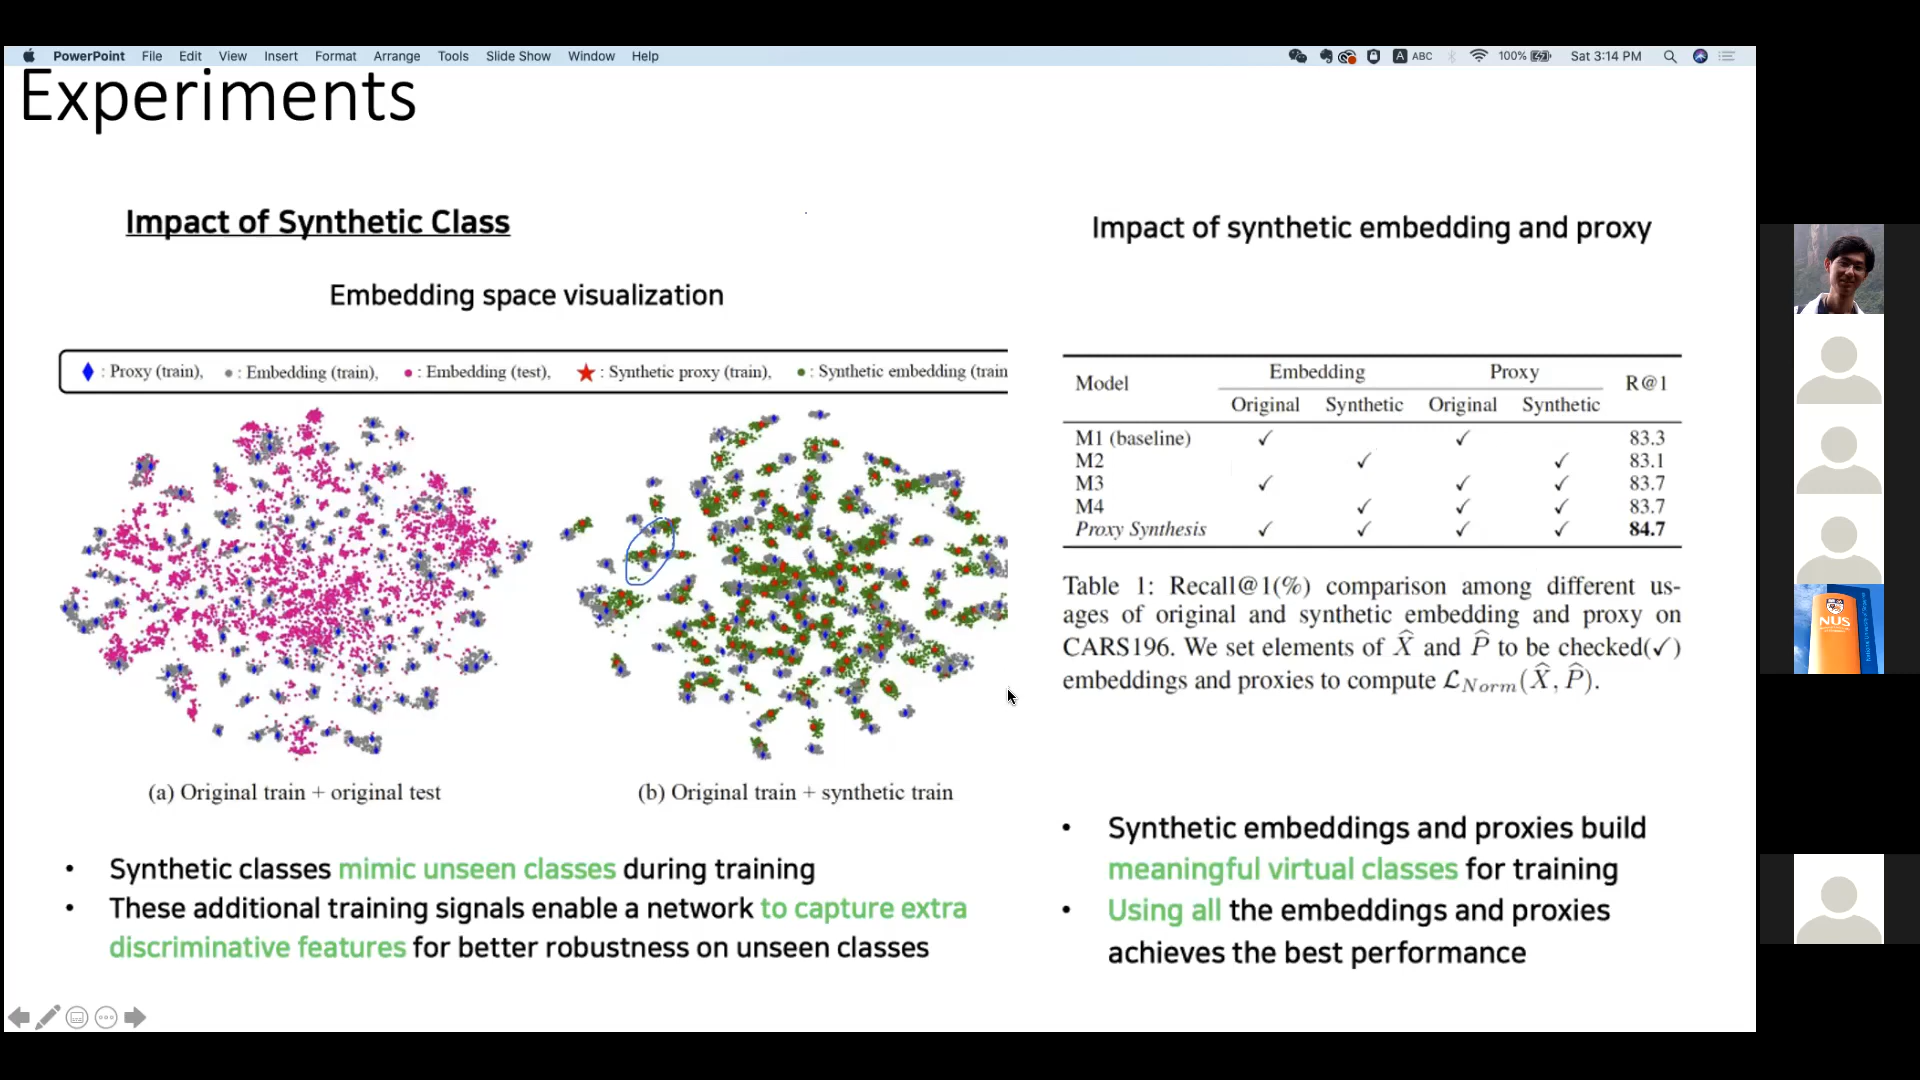 PowerPoint File Edit View Insert Format Arrange Tools Slide Show Window Help
A ABC 100% Sat 3:14 PM
Experiments
Impact of Synthetic Class
Embedding space visualization
: Proxy (train), : Embedding (train), : Embedding (test), : Synthetic proxy (train), : Synthetic embedding (train
(a) Original train + original test
(b) Original train + synthetic train
• Synthetic classes mimic unseen classes during training
• These additional training signals enable a network to capture extra
discriminative features for better robustness on unseen classes
Impact of synthetic embedding and proxy
Model Embedding Proxy R@1
Original Synthetic Original Synthetic
M1 (baseline) ✓ ✓ 83.3
M2 ✓ ✓ 83.1
M3 ✓ ✓ ✓ 83.7
M4 ✓ ✓ ✓ 83.7
Proxy Synthesis ✓ ✓ ✓ ✓ 84.7
Table 1: Recall@1(%) comparison among different us-
ages of original and synthetic embedding and proxy on
CARS196. We set elements of X̂ and P̂ to be checked(✓)
embeddings and proxies to compute ℒNorm(X̂, P̂).
• Synthetic embeddings and proxies build
meaningful virtual classes for training
• Using all the embeddings and proxies
achieves the best performance
NUS